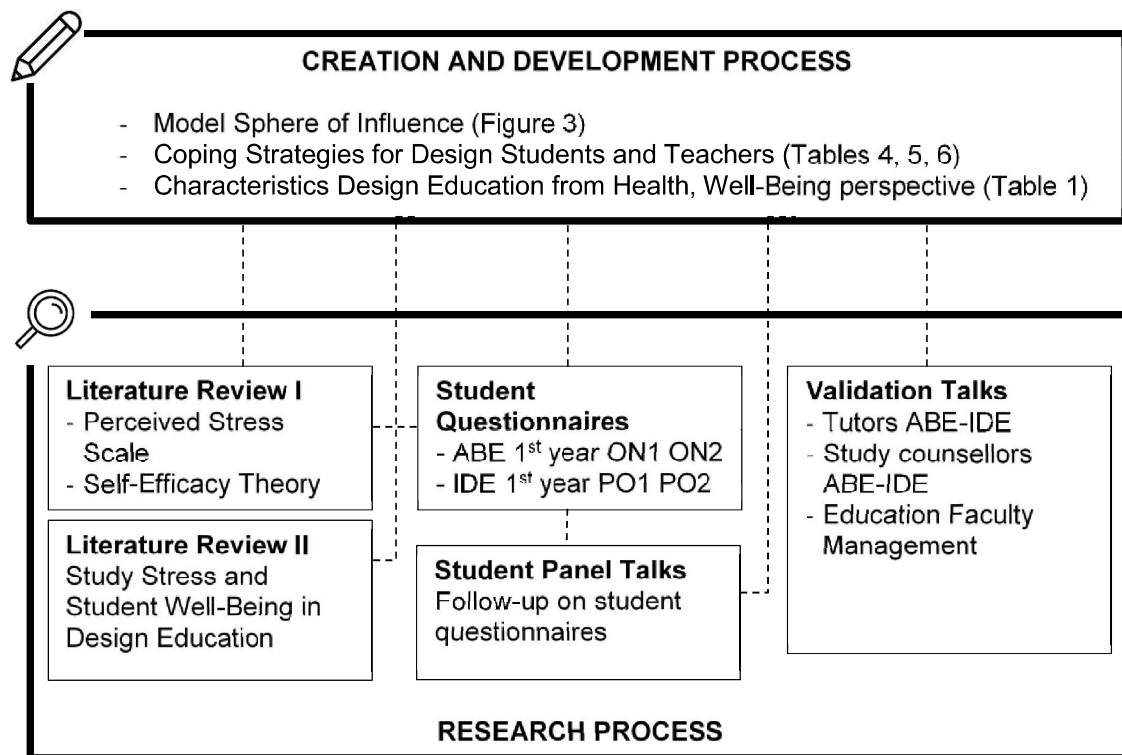 CREATION AND DEVELOPMENT PROCESS
- Model Sphere of Influence (Figure 3)
- Coping Strategies for Design Students and Teachers (Tables 4, 5, 6)
- Characteristics Design Education from Health, Well-Being perspective (Table 1)
Literature Review I
- Perceived Stress
Scale
- Self-Efficacy Theory
Literature Review II
Study Stress and
Student Well-Being in
Design Education
Student
Questionnaires
- ABE 1st year ON1 ON2
- IDE 1st year PO1 PO2
Student Panel Talks
Follow-up on student
questionnaires
Validation Talks
- Tutors ABE-IDE
- Study counsellors
ABE-IDE
- Education Faculty
Management
RESEARCH PROCESS